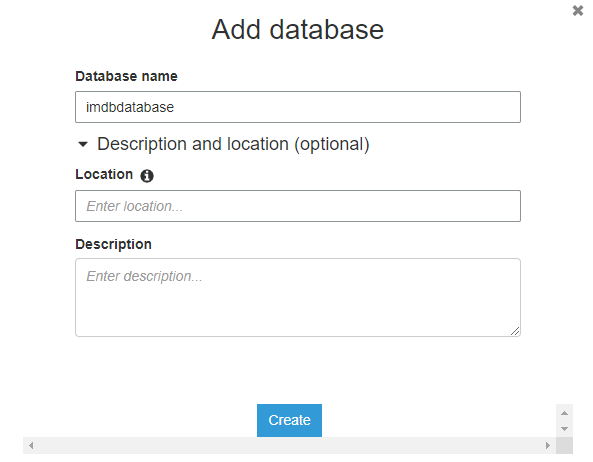 Add database
Database name
imdbdatabase
Description and location (optional)
Location
Enter location...
Description
Enter description...
Create